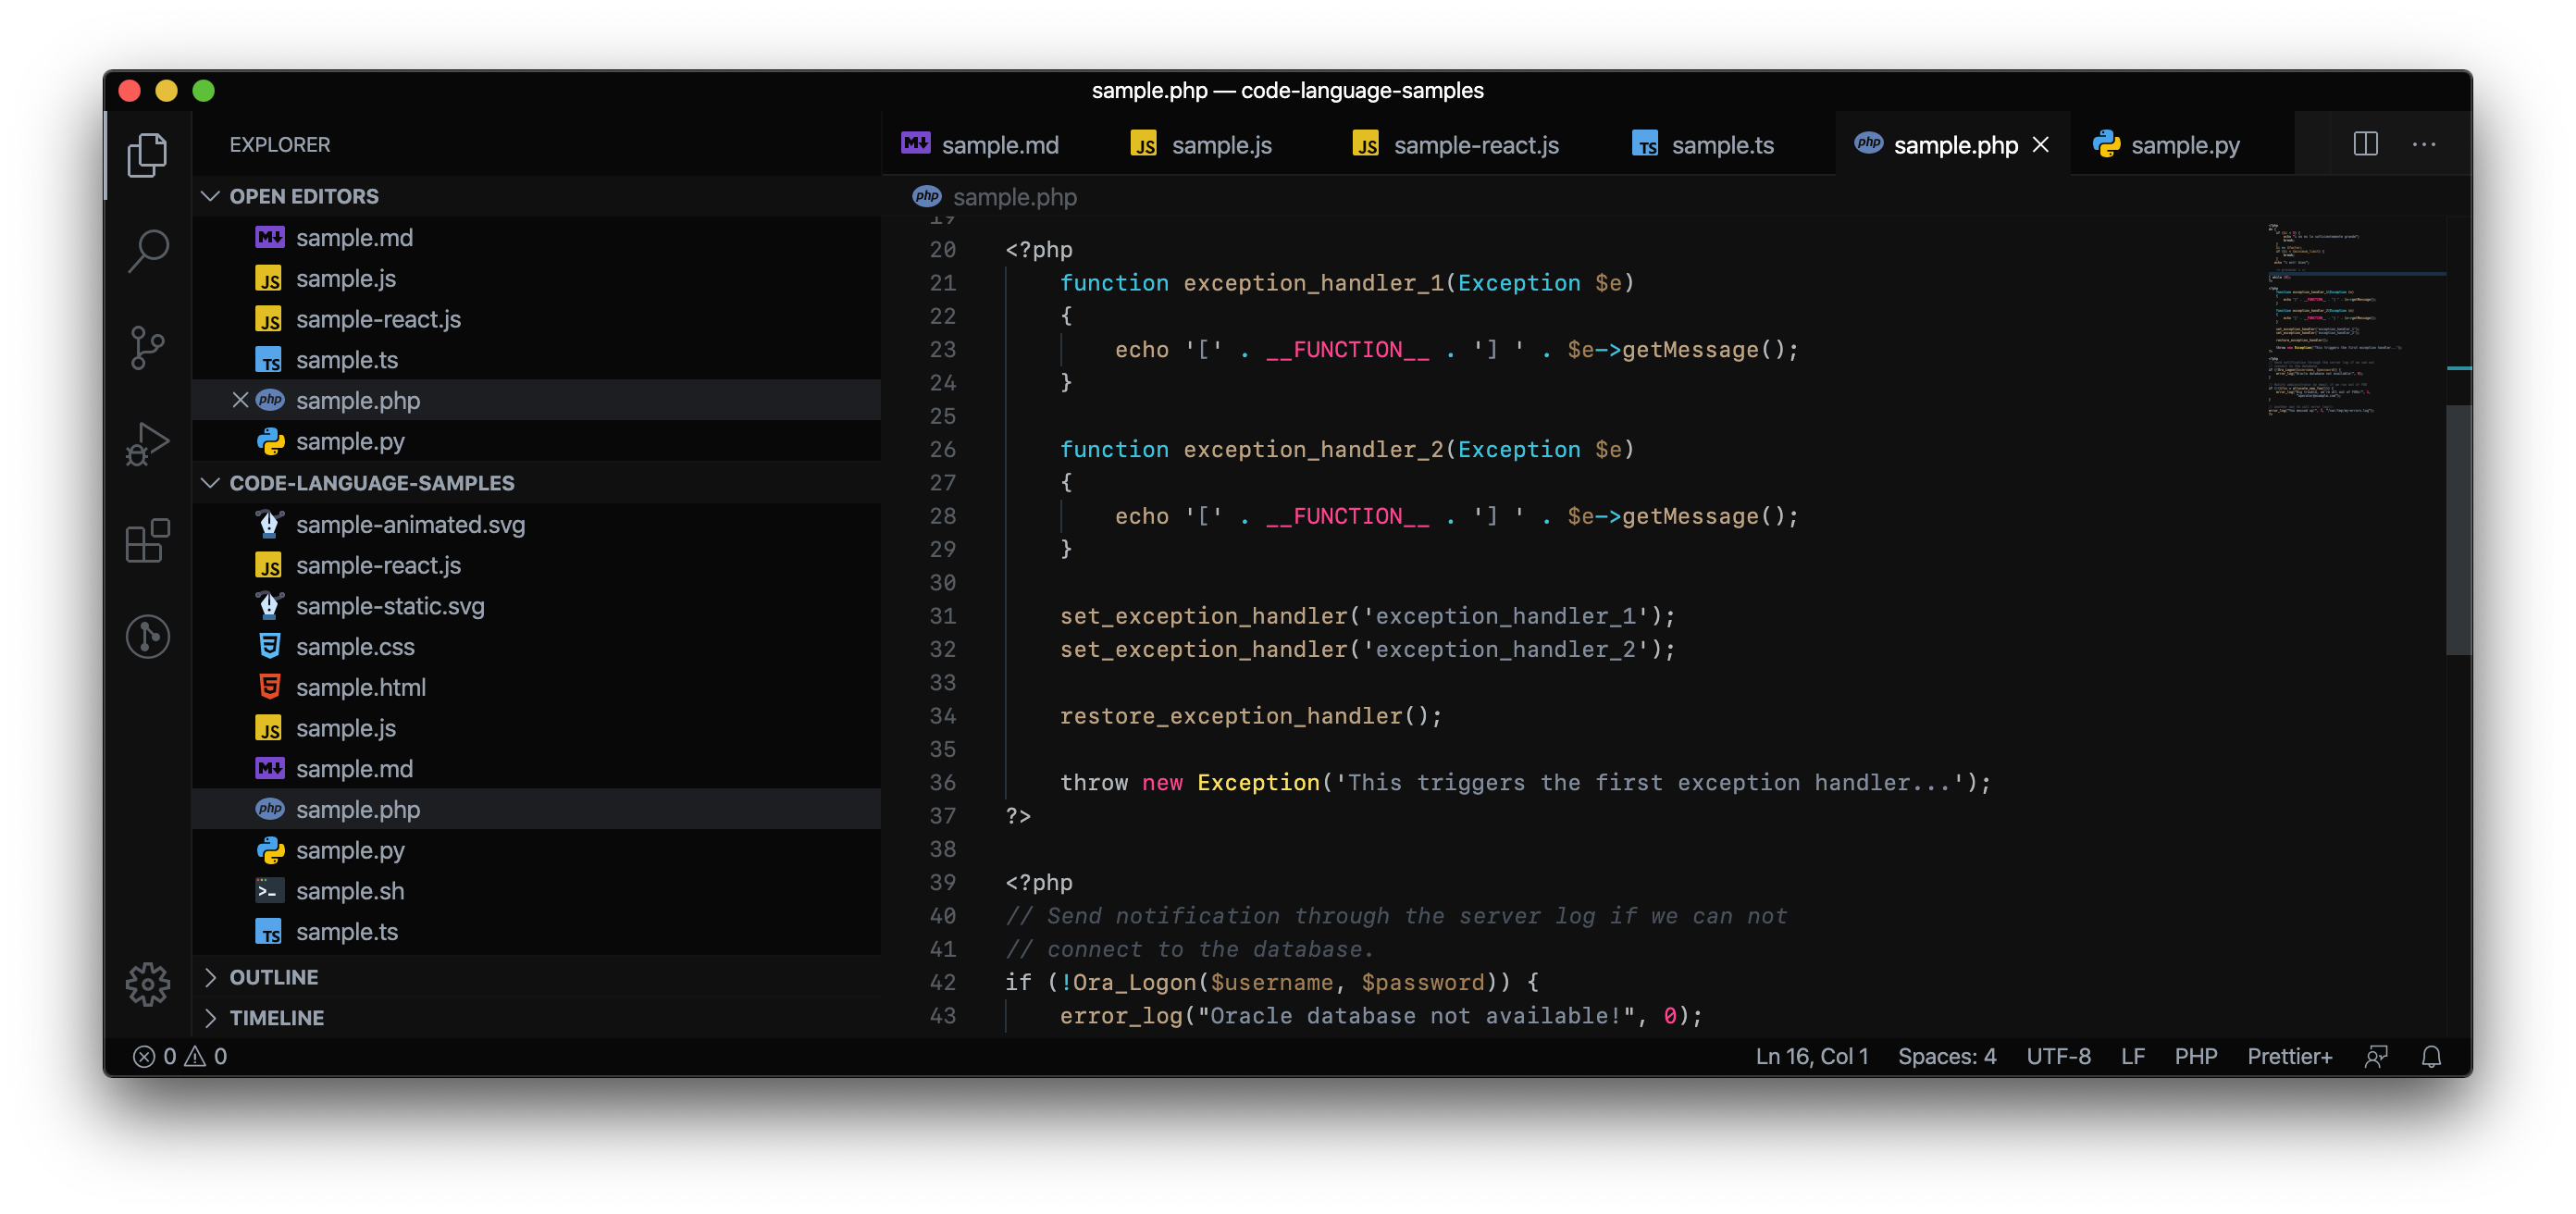 sample.php — code-language-samples
EXPLORER
OPEN EDITORS
sample.md
sample.js
sample-react.js
sample.ts
sample.php
sample.py
CODE-LANGUAGE-SAMPLES
sample-animated.svg
sample-react.js
sample-static.svg
sample.css
sample.html
sample.js
sample.md
sample.php
sample.py
sample.sh
sample.ts
OUTLINE
TIMELINE
sample.md sample.js sample-react.js sample.ts sample.php sample.py
sample.php
19
20 <?php
21 function exception_handler_1(Exception $e)
22 {
23 echo '[' . __FUNCTION__ . '] ' . $e->getMessage();
24 }
25
26 function exception_handler_2(Exception $e)
27 {
28 echo '[' . __FUNCTION__ . '] ' . $e->getMessage();
29 }
30
31 set_exception_handler('exception_handler_1');
32 set_exception_handler('exception_handler_2');
33
34 restore_exception_handler();
35
36 throw new Exception('This triggers the first exception handler...');
37 ?>
38
39 <?php
40 // Send notification through the server log if we can not
41 // connect to the database.
42 if (!Ora_Logon($username, $password)) {
43 error_log("Oracle database not available!", 0);
0 0 Ln 16, Col 1 Spaces: 4 UTF-8 LF PHP Prettier+